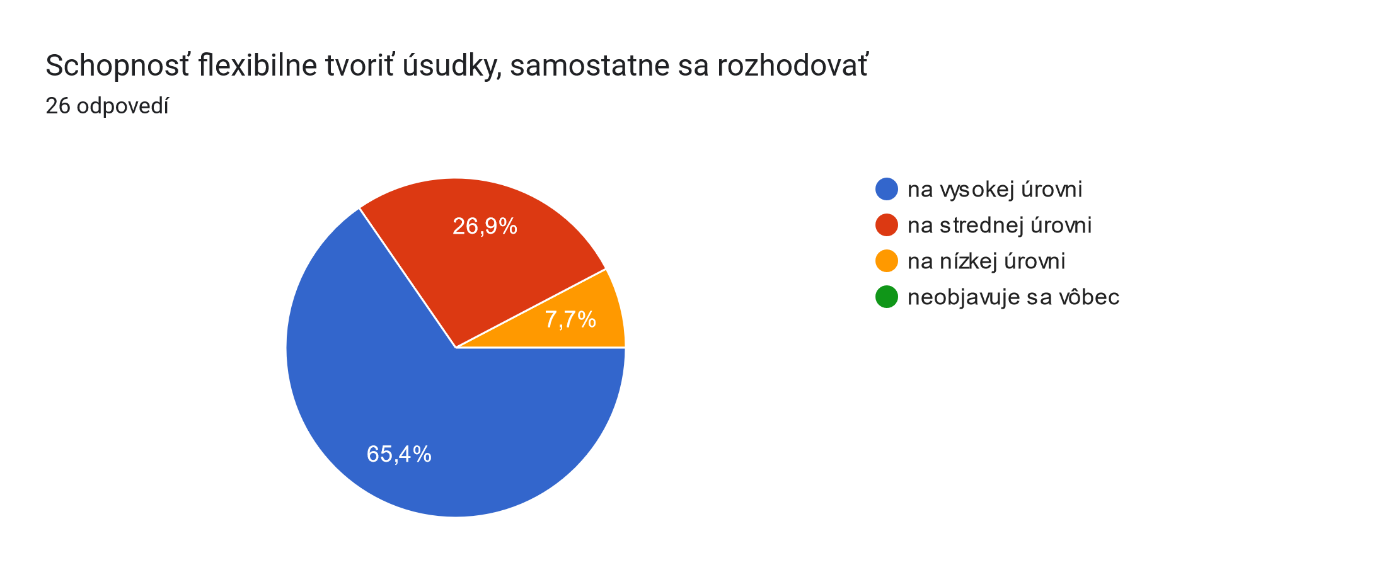 Schopnosť flexibilne tvoriť úsudky, samostatne sa rozhodovať
26 odpovedí
na vysokej úrovni
na strednej úrovni
na nízkej úrovni
neobjavuje sa vôbec
26,9%
7,7%
65,4%